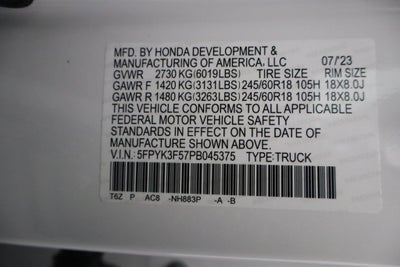 MFD. BY HONDA DEVELOPMENT &
MANUFACTURING OF AMERICA, LLC 07/'23
GVWR 2730 KG(6019LBS) TIRE SIZE RIM SIZE
GAWR F 1420 KG(3131LBS) 245/60R18 105H 18X8.0J
GAWR R 1480 KG(3263LBS) 245/60R18 105H 18X8.0J
THIS VEHICLE CONFORMS TO ALL APPLICABLE
FEDERAL MOTOR VEHICLE SAFETY
STANDARDS IN EFFECT ON THE DATE OF
MANUFACTURE SHOWN ABOVE.
V.I.N.: 5FPYK3F57PB045375 TYPE:TRUCK
T6Z P AC8 -NH883P -A -B